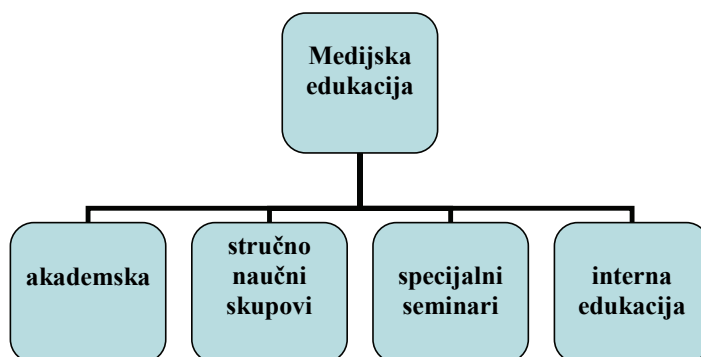 Medijska
edukacija
akademska
stručno
naučni
skupovi
specijalni
seminari
interna
edukacija